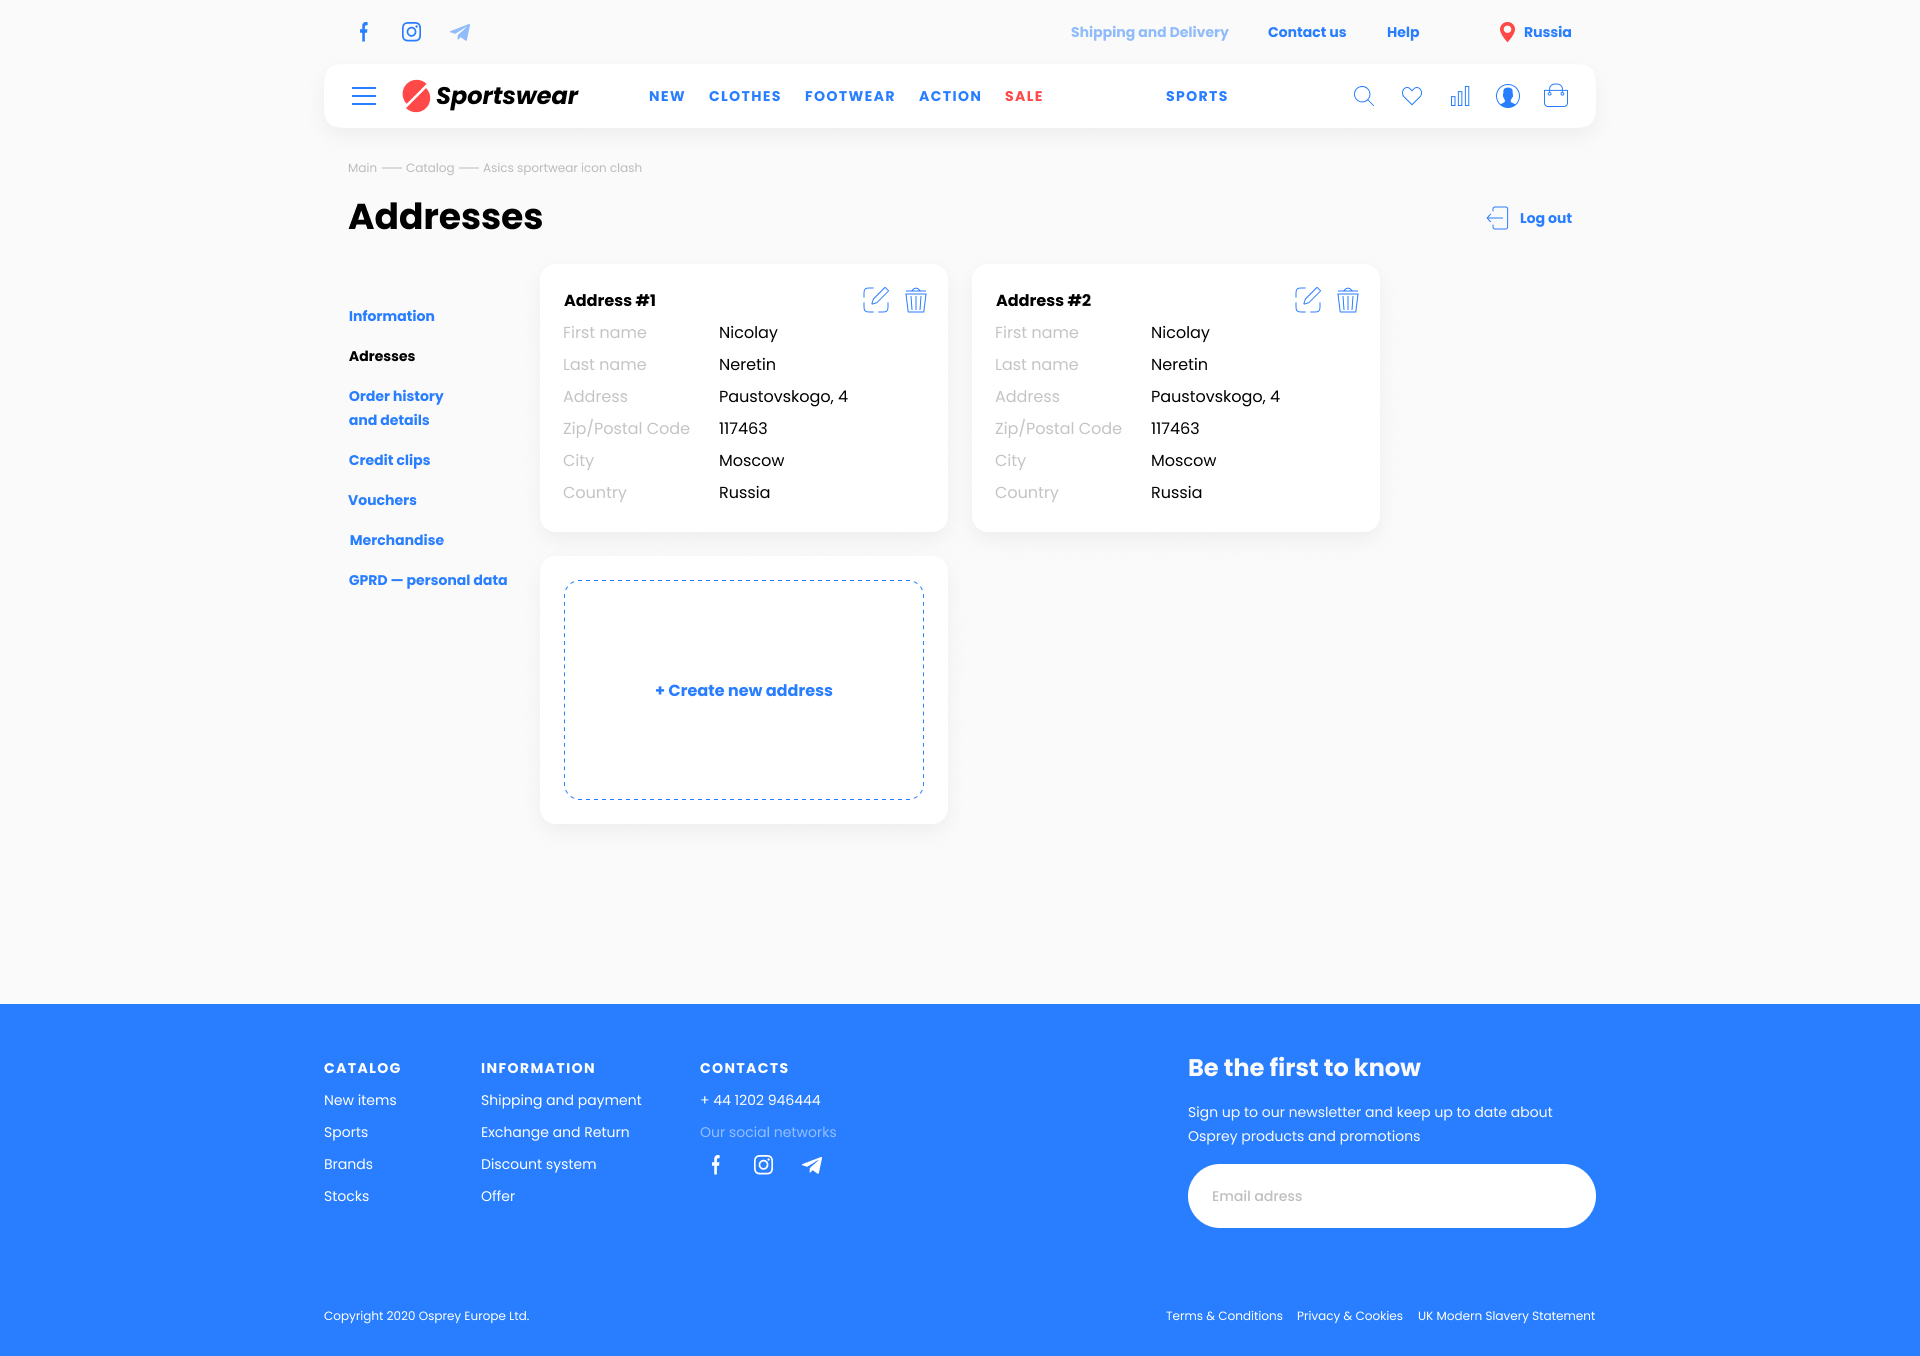 Shipping and Delivery Contact us Help Russia
Sportswear NEW CLOTHES FOOTWEAR ACTION SALE SPORTS
Main — Catalog — Asics sportwear icon clash
Addresses
Log out
Information
Adresses
Order history
and details
Credit clips
Vouchers
Merchandise
GPRD — personal data
Address #1
First name Nicolay
Last name Neretin
Address Paustovskogo, 4
Zip/Postal Code 117463
City Moscow
Country Russia
Address #2
First name Nicolay
Last name Neretin
Address Paustovskogo, 4
Zip/Postal Code 117463
City Moscow
Country Russia
+ Create new address
CATALOG
New items
Sports
Brands
Stocks
INFORMATION
Shipping and payment
Exchange and Return
Discount system
Offer
CONTACTS
+ 44 1202 946444
Our social networks
Be the first to know
Sign up to our newsletter and keep up to date about
Osprey products and promotions
Email adress
Copyright 2020 Osprey Europe Ltd.
Terms & Conditions Privacy & Cookies UK Modern Slavery Statement